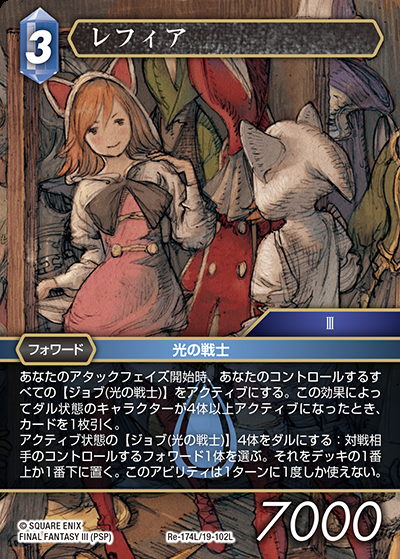 3
レフィア
III
フォワード
光の戦士
あなたのアタックフェイズ開始時、あなたのコントロールするす
べての【ジョブ(光の戦士)】をアクティブにする。この効果によっ
てダル状態のキャラクターが4体以上アクティブになったとき、
カードを1枚引く。
アクティブ状態の【ジョブ(光の戦士)】4体をダルにする：対戦相
手のコントロールするフォワード1体を選ぶ。それをデッキの1番
上か1番下に置く。このアビリティは1ターンに1度しか使えない。
© SQUARE ENIX
FINAL FANTASY III (PSP)
Re-174L/19-102L
7000